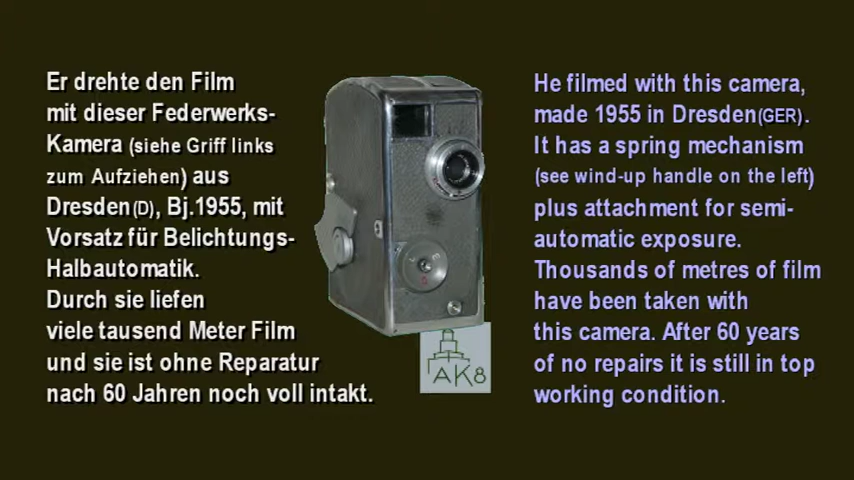 Er drehte den Film
mit dieser Federwerks-
Kamera (siehe Griff links
zum Aufziehen) aus
Dresden(D), Bj.1955, mit
Vorsatz für Belichtungs-
Halbautomatik.
Durch sie liefen
viele tausend Meter Film
und sie ist ohne Reparatur
nach 60 Jahren noch voll intakt.
AK8
He filmed with this camera,
made 1955 in Dresden(GER).
It has a spring mechanism
(see wind-up handle on the left)
plus attachment for semi-
automatic exposure.
Thousands of metres of film
have been taken with
this camera. After 60 years
of no repairs it is still in top
working condition.